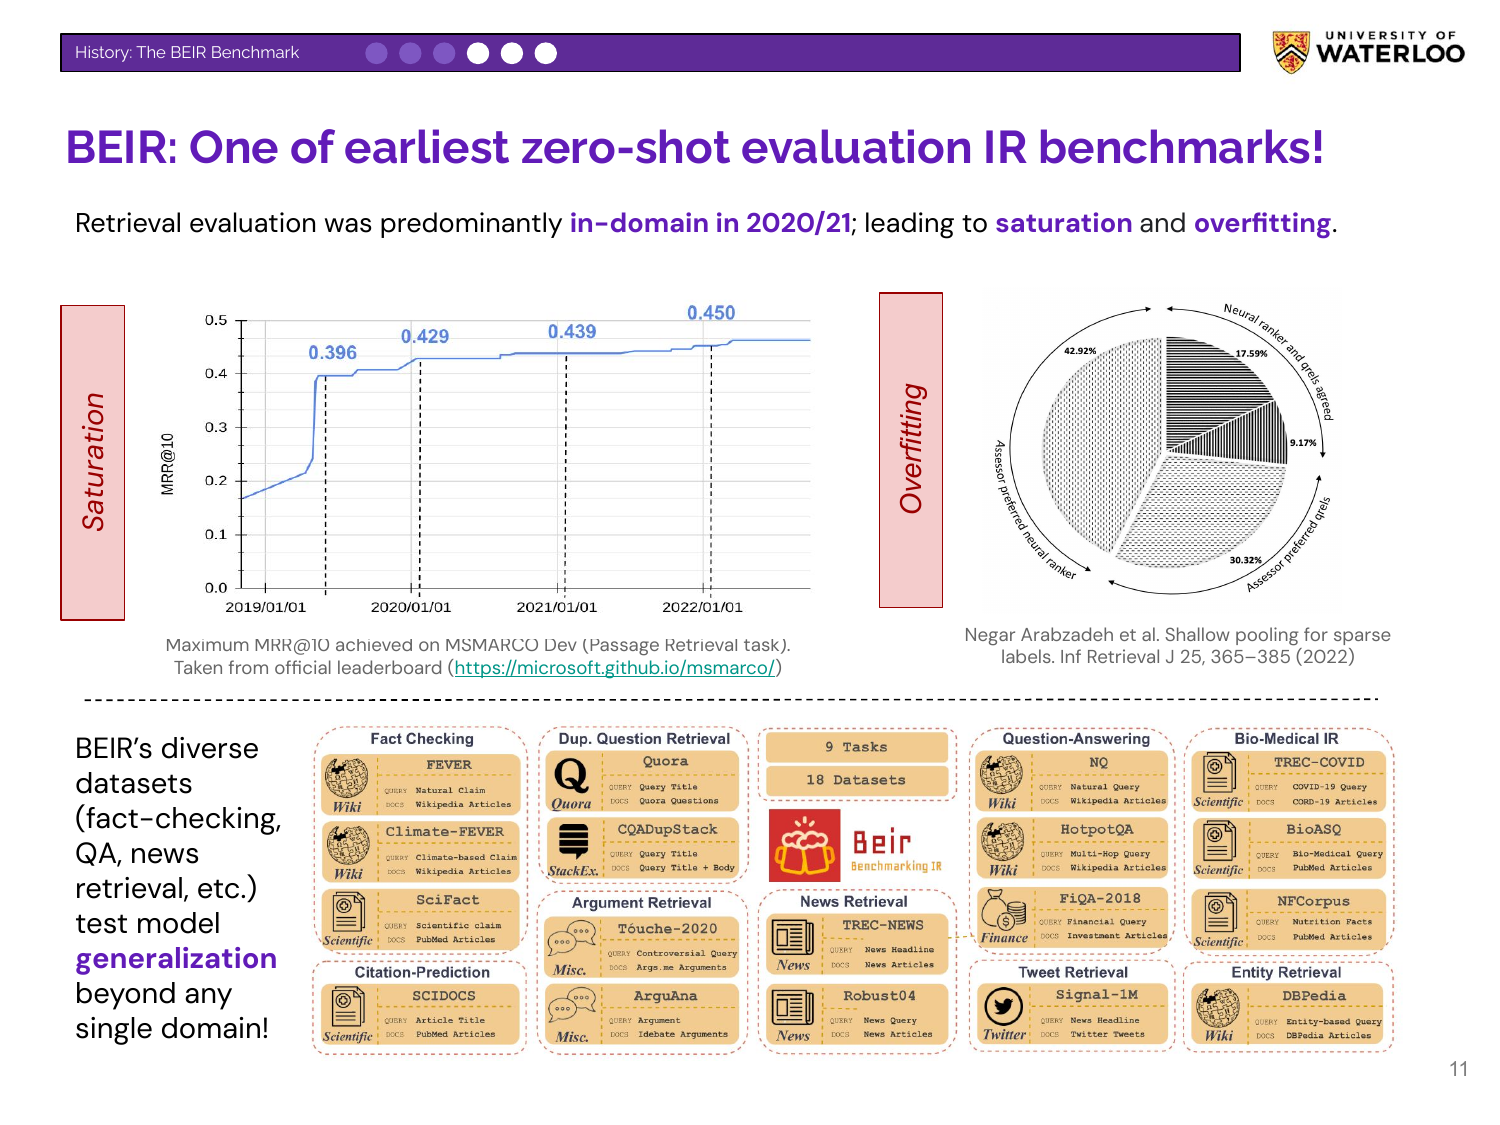 History: The BEIR Benchmark
UNIVERSITY OF
WATERLOO
BEIR: One of earliest zero-shot evaluation IR benchmarks!
Retrieval evaluation was predominantly in-domain in 2020/21; leading to saturation and overfitting.
Saturation
MRR@10
0.5
0.4
0.3
0.2
0.1
0.0
0.396
0.429
0.439
0.450
2019/01/01
2020/01/01
2021/01/01
2022/01/01
Maximum MRR@10 achieved on MSMARCO Dev (Passage Retrieval task).
Taken from official leaderboard (https://microsoft.github.io/msmarco/)
Overfitting
Neural ranker and qrels agreed
42.92%
17.59%
9.17%
30.32%
Assessor preferred neural ranker
Assessor preferred qrels
Negar Arabzadeh et al. Shallow pooling for sparse
labels. Inf Retrieval J 25, 365–385 (2022)
BEIR's diverse
datasets
(fact-checking,
QA, news
retrieval, etc.)
test model
generalization
beyond any
single domain!
Fact Checking
FEVER
QUERY Natural Claim
DOCS Wikipedia Articles
Wiki
Climate-FEVER
QUERY Climate-based Claim
DOCS Wikipedia Articles
Wiki
SciFact
QUERY Scientific claim
DOCS PubMed Articles
Scientific
Citation-Prediction
SCIDOCS
QUERY Article Title
DOCS PubMed Articles
Scientific
Dup. Question Retrieval
Quora
QUERY Query Title
DOCS Quora Questions
Quora
CQADupStack
QUERY Query Title
DOCS Query Title + Body
StackEx.
Argument Retrieval
Tóuche-2020
QUERY Controversial Query
DOCS Args.me Arguments
Misc.
ArguAna
QUERY Argument
DOCS Idebate Arguments
Misc.
9 Tasks
18 Datasets
Beir
Benchmarking IR
News Retrieval
TREC-NEWS
QUERY News Headline
DOCS News Articles
News
Robust04
QUERY News Query
DOCS News Articles
News
Question-Answering
NQ
QUERY Natural Query
DOCS Wikipedia Articles
Wiki
HotpotQA
QUERY Multi-Hop Query
DOCS Wikipedia Articles
Wiki
FiQA-2018
QUERY Financial Query
DOCS Investment Articles
Finance
Tweet Retrieval
Signal-1M
QUERY News Headline
DOCS Twitter Tweets
Twitter
Bio-Medical IR
TREC-COVID
QUERY COVID-19 Query
DOCS CORD-19 Articles
Scientific
BioASQ
QUERY Bio-Medical Query
DOCS PubMed Articles
Scientific
NFCorpus
QUERY Nutrition Facts
DOCS PubMed Articles
Scientific
Entity Retrieval
DBPedia
QUERY Entity-based Query
DOCS DBPedia Articles
Wiki
11